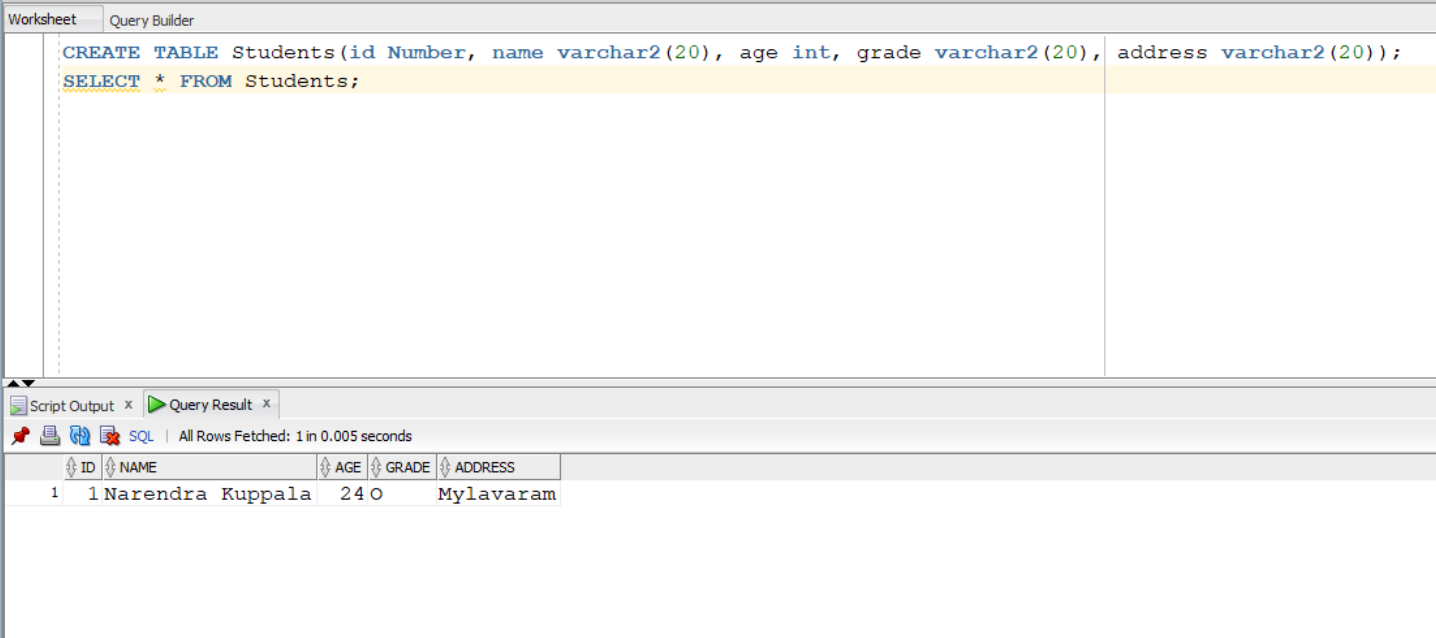 Worksheet Query Builder
CREATE TABLE Students(id Number, name varchar2(20), age int, grade varchar2(20), address varchar2(20));
SELECT * FROM Students;
Script Output x Query Result x
SQL | All Rows Fetched: 1 in 0.005 seconds
ID NAME AGE GRADE ADDRESS
1 1 Narendra Kuppala 24 O Mylavaram